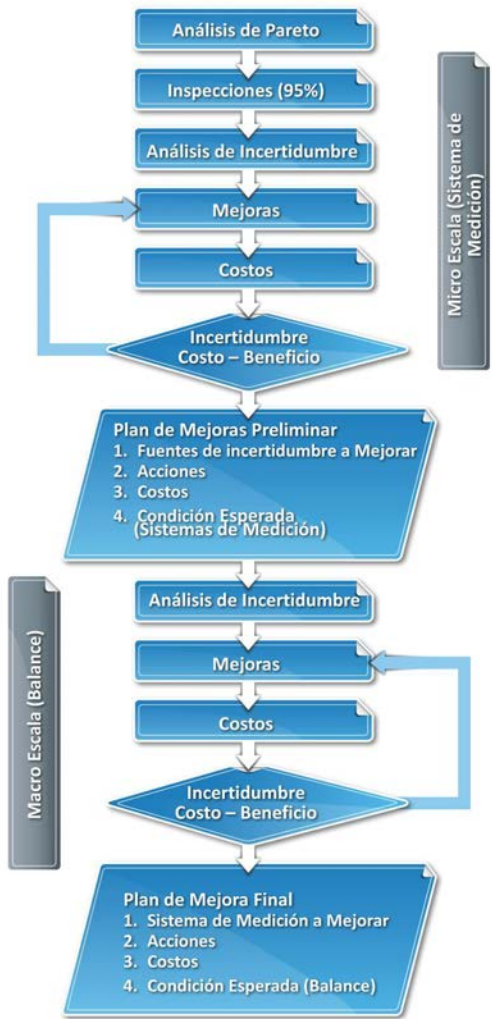 Análisis de Pareto
Inspecciones (95%)
Análisis de Incertidumbre
Mejoras
Costos
Incertidumbre
Costo – Beneficio
Micro Escala (Sistema de
Medición)
Plan de Mejoras Preliminar
1. Fuentes de incertidumbre a Mejorar
2. Acciones
3. Costos
4. Condición Esperada
(Sistemas de Medición)
Macro Escala (Balance)
Análisis de Incertidumbre
Mejoras
Costos
Incertidumbre
Costo – Beneficio
Plan de Mejora Final
1. Sistema de Medición a Mejorar
2. Acciones
3. Costos
4. Condición Esperada (Balance)